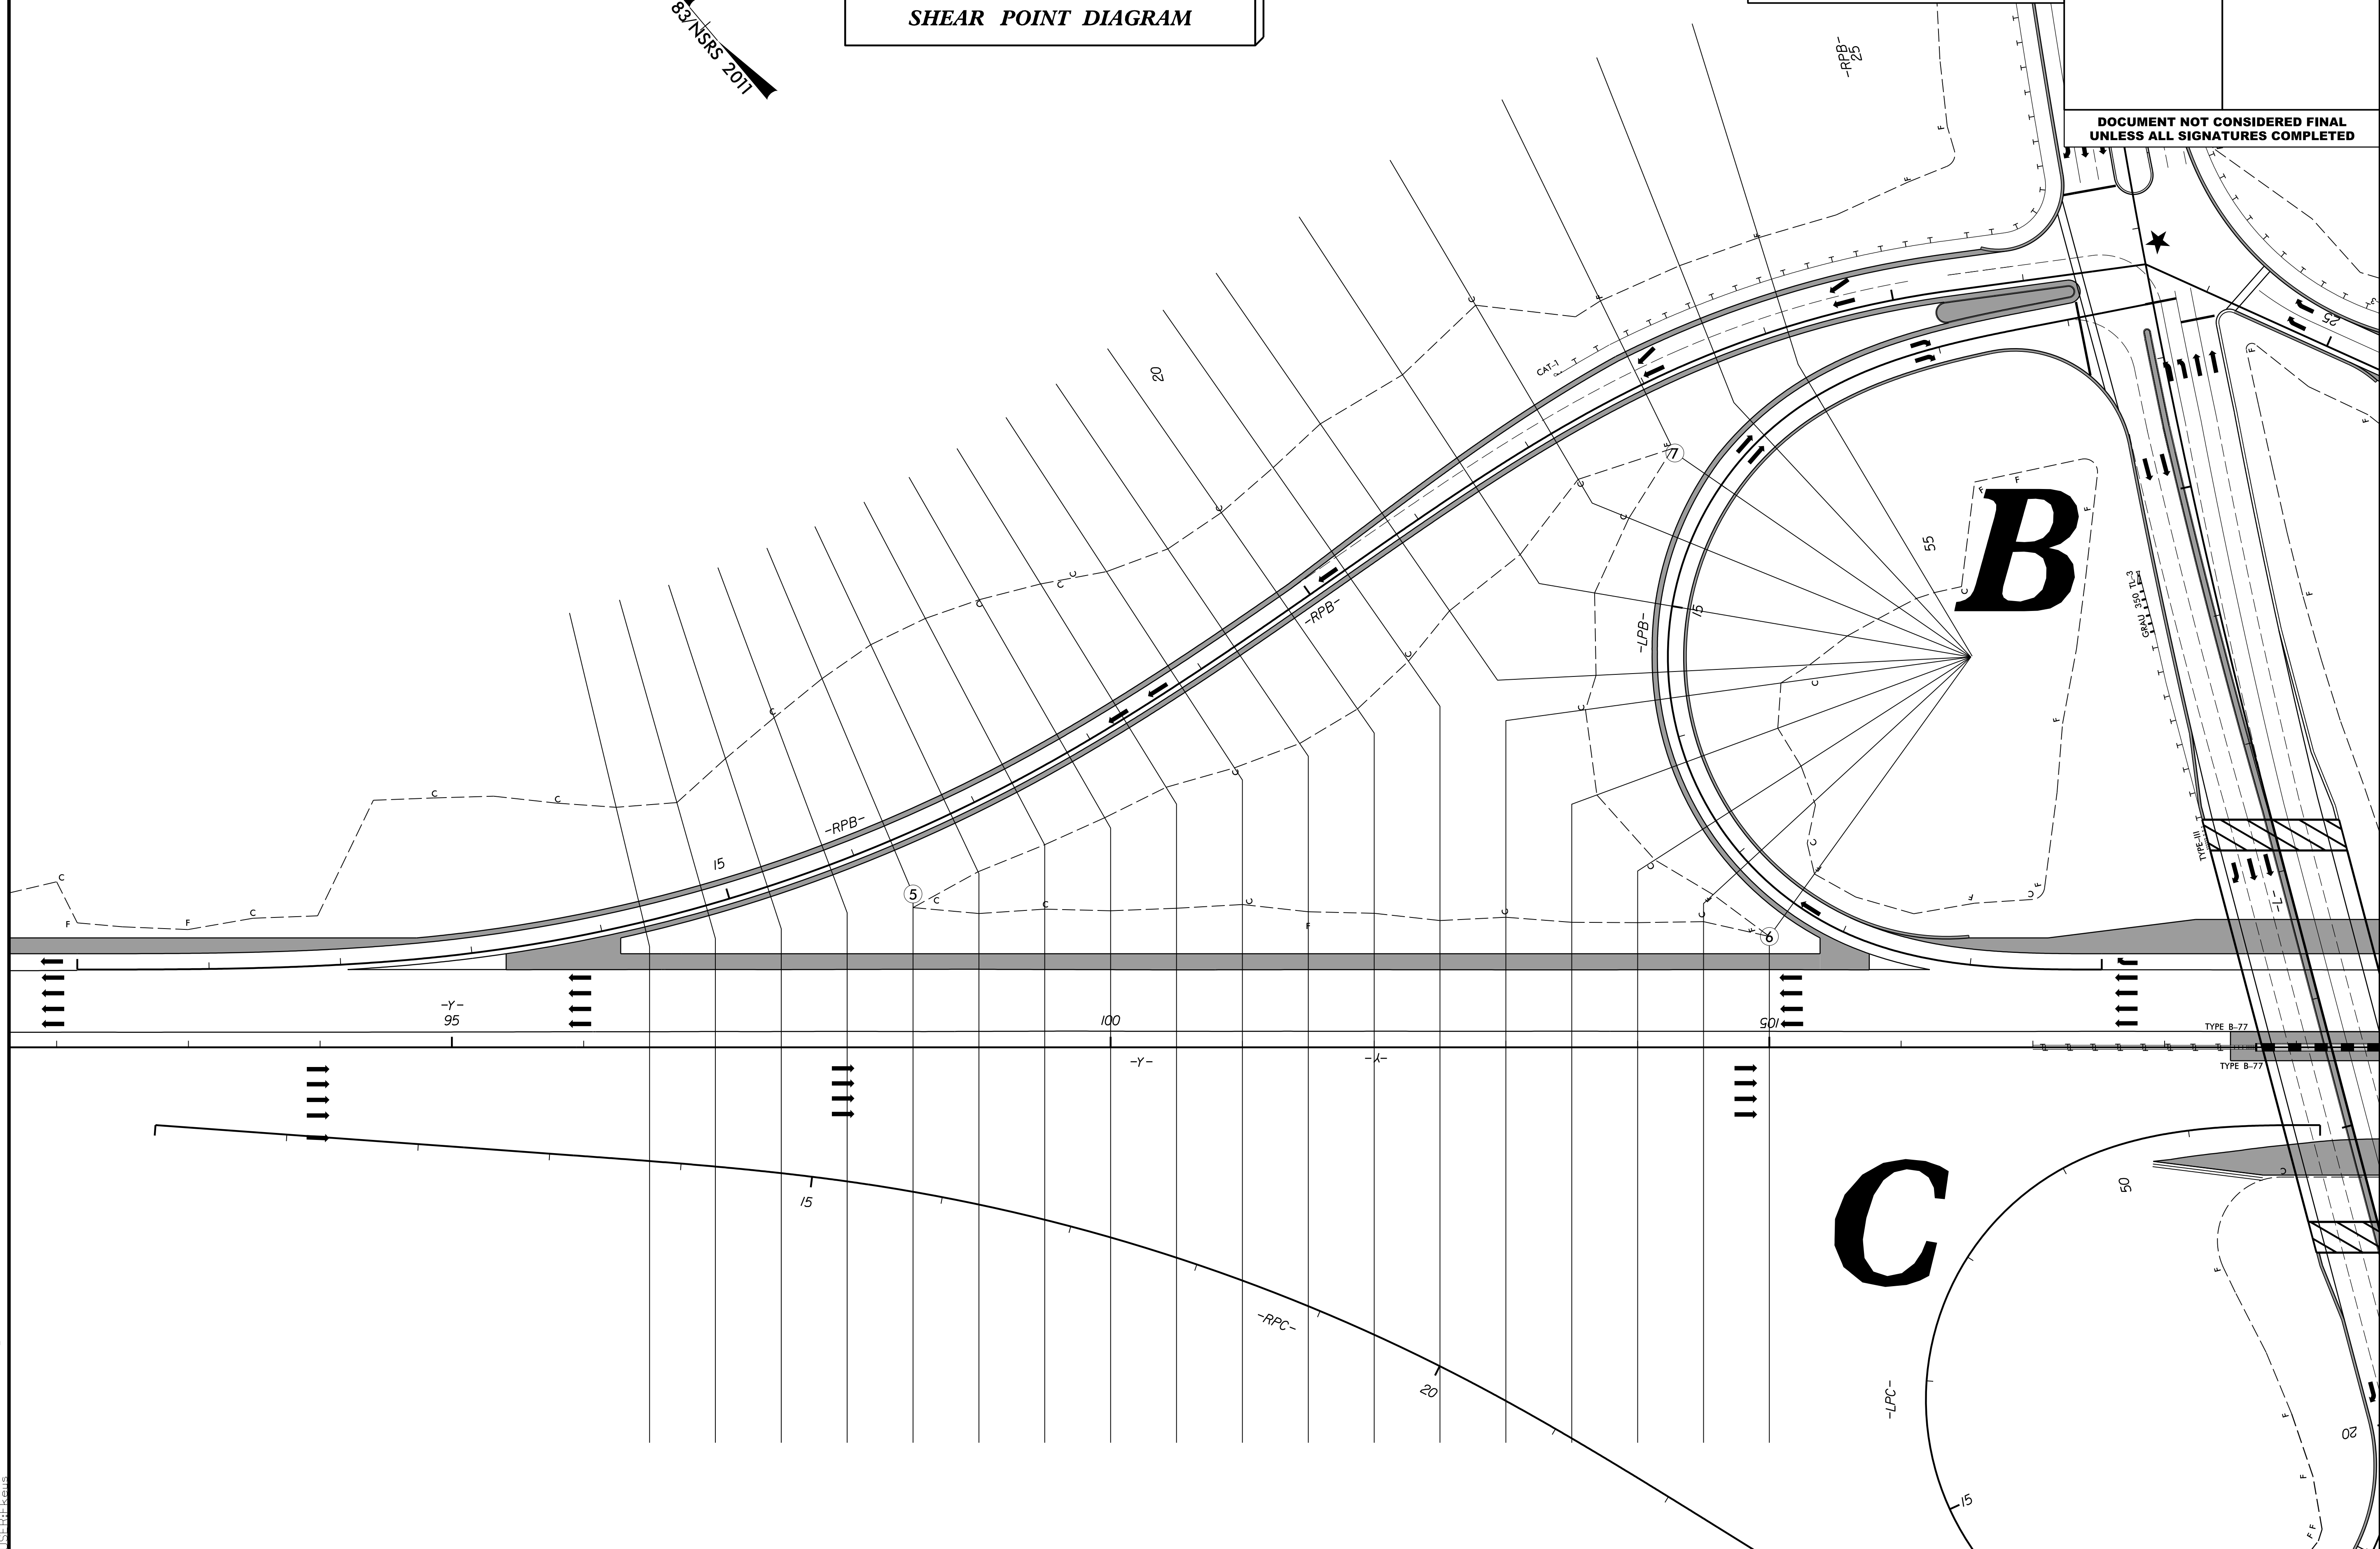 SHEAR POINT DIAGRAM
83/NSRS 2011
-RPB-
25
DOCUMENT NOT CONSIDERED FINAL
UNLESS ALL SIGNATURES COMPLETED
20
CAT-1
25
7
B
55
15
-LPB-
-RPB-
GRAU 350 TL-3
TYPE-III
-L-
-RPB-
15
5
6
-Y-
95
100
105
-Y-
-Y-
TYPE B-77
TYPE B-77
15
C
50
-RPC-
20
-LPC-
20
15